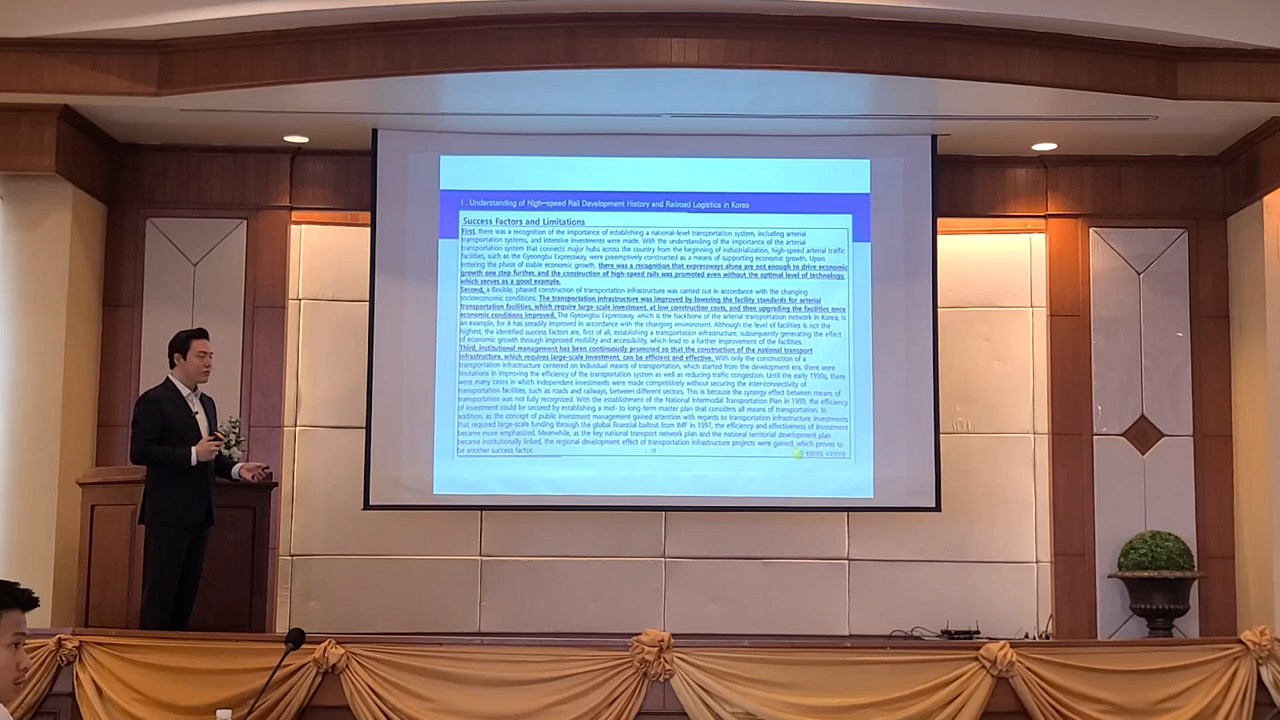 Ⅰ. Understanding of High-speed Rail Development History and Railroad Logistics in Korea
Success Factors and Limitations
First, there was a recognition of the importance of establishing a national-level transportation system, including arterial
transportation systems, and intensive investments were made. With the understanding of the importance of the arterial
transportation system that connects major hubs across the country from the beginning of industrialization, high-speed arterial traffic
facilities, such as the Gyeongbu Expressway, were preemptively constructed as a means of supporting economic growth. Upon
entering the phase of stable economic growth, there was a recognition that expressways alone are not enough to drive economic
growth one step further, and the construction of high-speed rails was promoted even without the optimal level of technology,
which serves as a good example.
Second, a flexible, phased construction of transportation infrastructure was carried out in accordance with the changing
socioeconomic conditions. The transportation infrastructure was improved by lowering the facility standards for arterial
transportation facilities, which require large-scale investment, at low construction costs, and then upgrading the facilities once
economic conditions improved. The Gyeongbu Expressway, which is the backbone of the arterial transportation network in Korea, is
an example, for it has steadily improved in accordance with the changing environment. Although the level of facilities is not the
highest, the identified success factors are, first of all, establishing a transportation infrastructure, subsequently generating the effect
of economic growth through improved mobility and accessibility, which lead to a further improvement of the facilities.
Third, institutional management has been continuously promoted so that the construction of the national transport
infrastructure, which requires large-scale investment, can be efficient and effective. With only the construction of a
transportation infrastructure centered on individual means of transportation, which started from the development era, there were
limitations in improving the efficiency of the transportation system as well as reducing traffic congestion. Until the early 1990s, there
were many cases in which independent investments were made competitively without securing the inter-connectivity of
transportation facilities, such as roads and railways, between different sectors. This is because the synergy effect between means of
transportation was not fully recognized. With the establishment of the National Intermodal Transportation Plan in 1999, the efficiency
of investment could be secured by establishing a mid- to long-term master plan that considers all means of transportation. In
addition, as the concept of public investment management gained attention with regards to transportation infrastructure investments
that required large-scale funding through the global financial bailout from IMF in 1997, the efficiency and effectiveness of investment
became more emphasized. Meanwhile, as the key national transport network plan and the national territorial development plan
became institutionally linked, the regional development effect of transportation infrastructure projects were gained, which proves to
be another success factor.